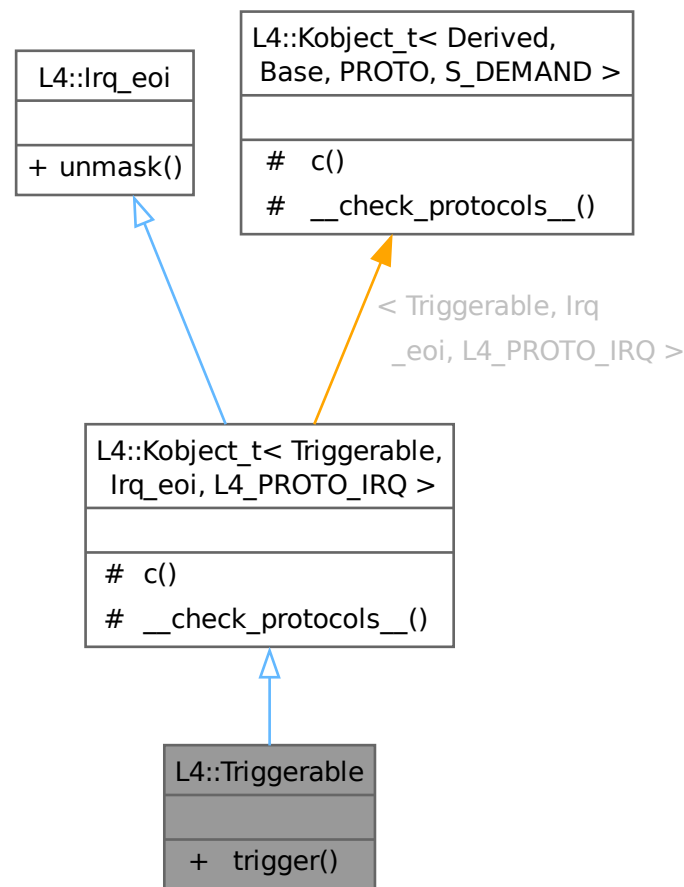 L4::Irq_eoi
+ unmask()
L4::Kobject_t< Derived,
Base, PROTO, S_DEMAND >
# c()
# __check_protocols__()
< Triggerable, Irq
_eoi, L4_PROTO_IRQ >
L4::Kobject_t< Triggerable,
Irq_eoi, L4_PROTO_IRQ >
# c()
# __check_protocols__()
L4::Triggerable
+ trigger()